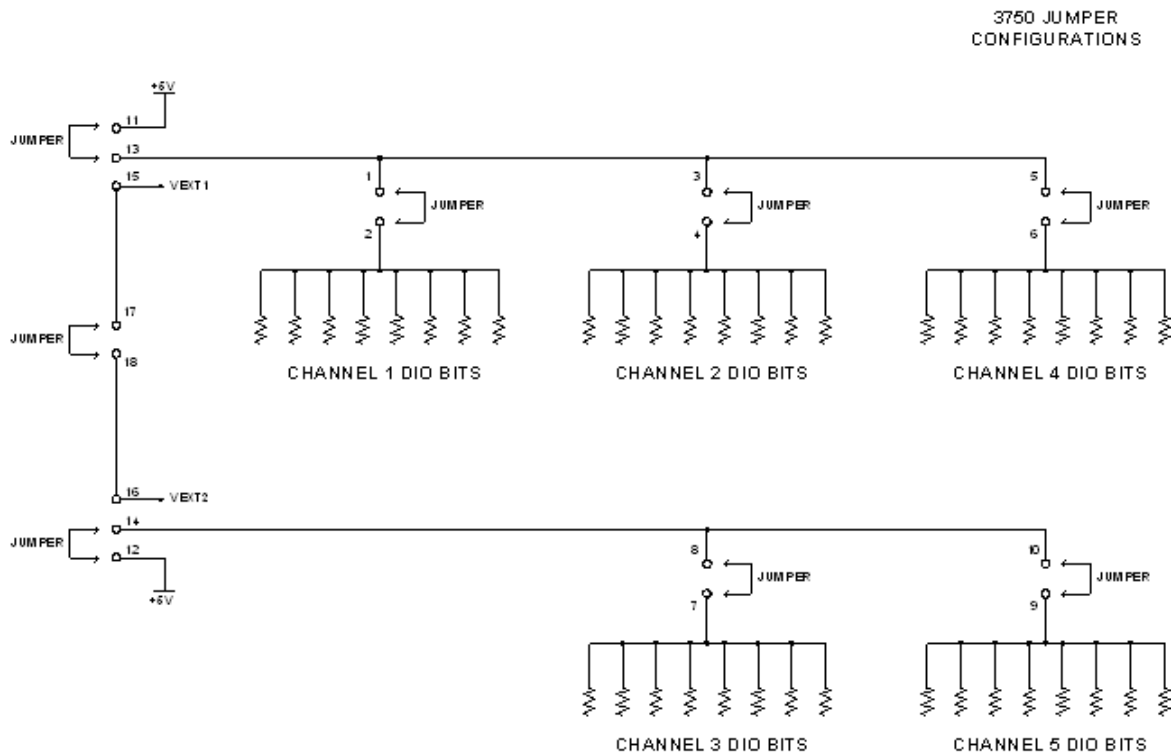 3750 JUMPER
CONFIGURATIONS
+5V
11
JUMPER
13
15
VEXT1
1
JUMPER
2
3
JUMPER
4
5
JUMPER
6
17
JUMPER
18
CHANNEL 1 DIO BITS
CHANNEL 2 DIO BITS
CHANNEL 4 DIO BITS
16
VEXT2
14
JUMPER
12
+5V
8
JUMPER
7
10
JUMPER
9
CHANNEL 3 DIO BITS
CHANNEL 5 DIO BITS